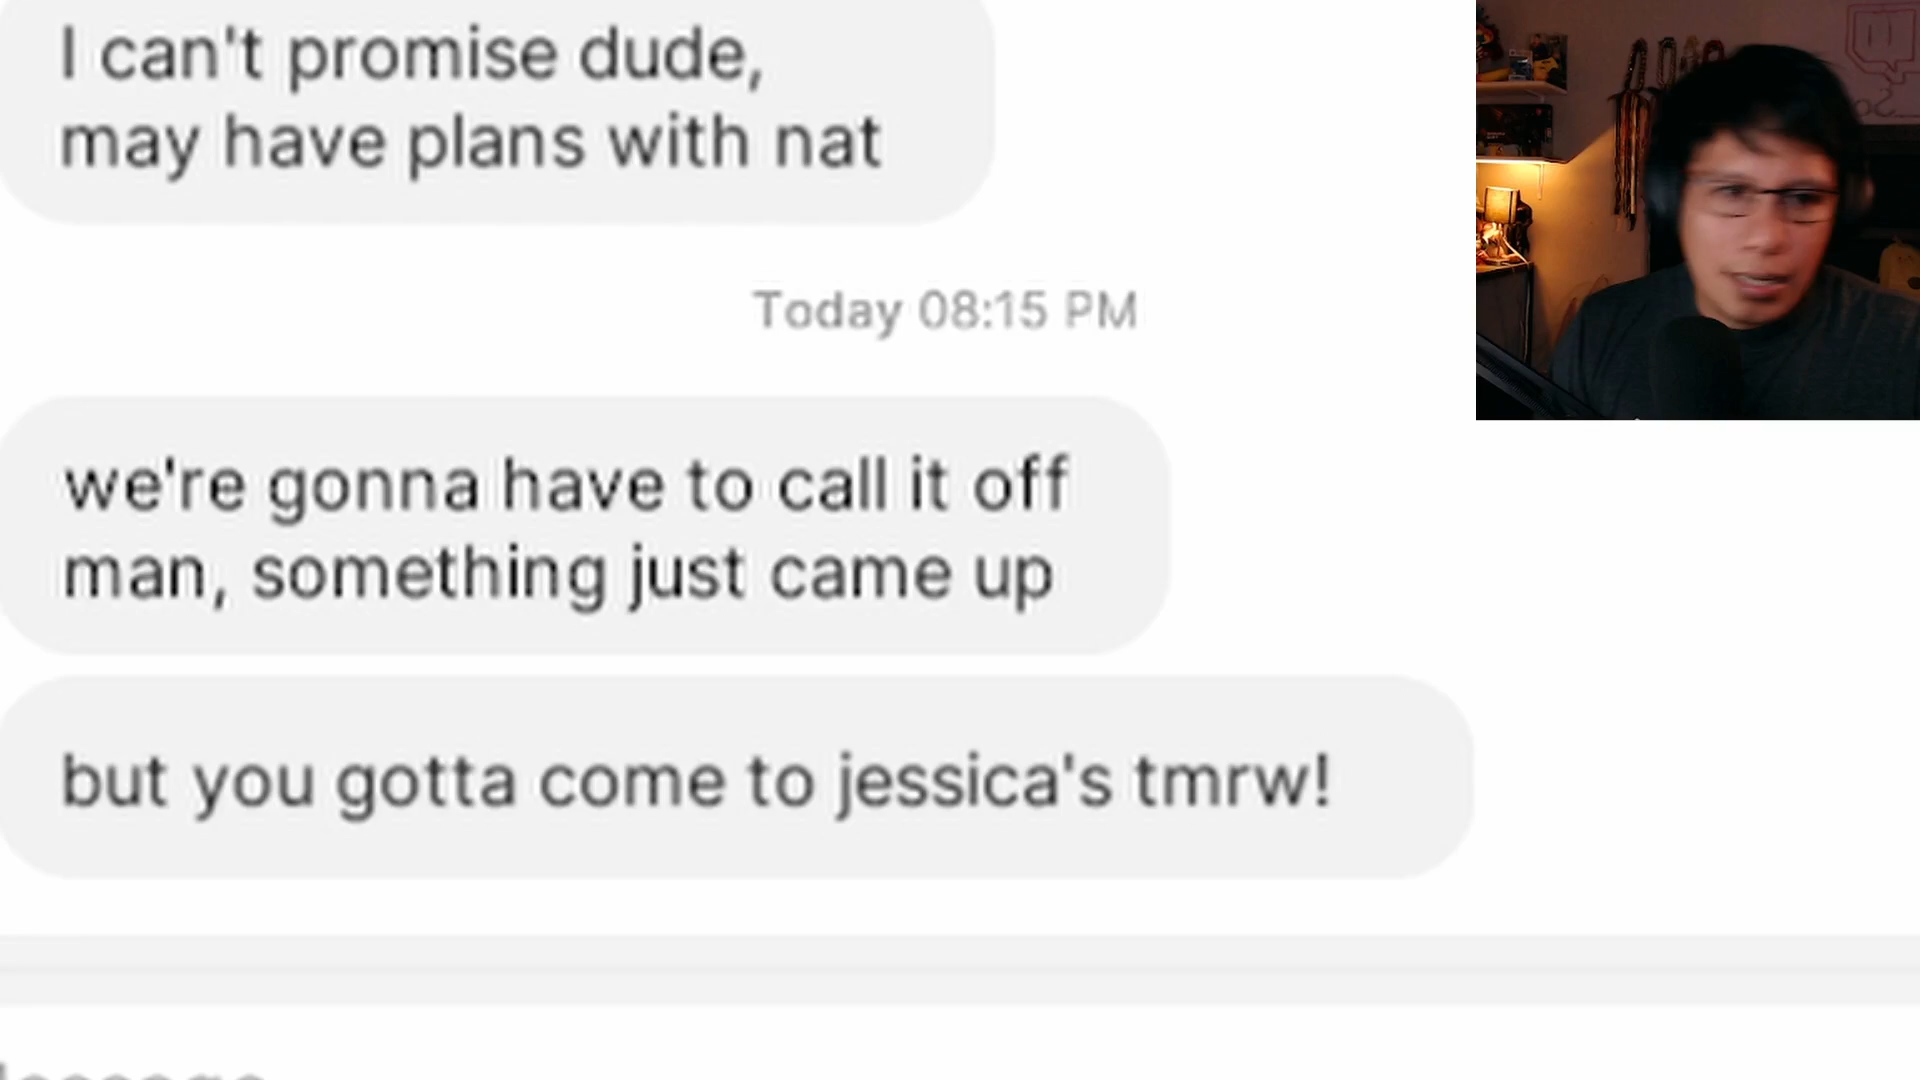 I can't promise dude,
may have plans with nat
Today 08:15 PM
we're gonna have to call it off
man, something just came up
but you gotta come to jessica's tmrw!